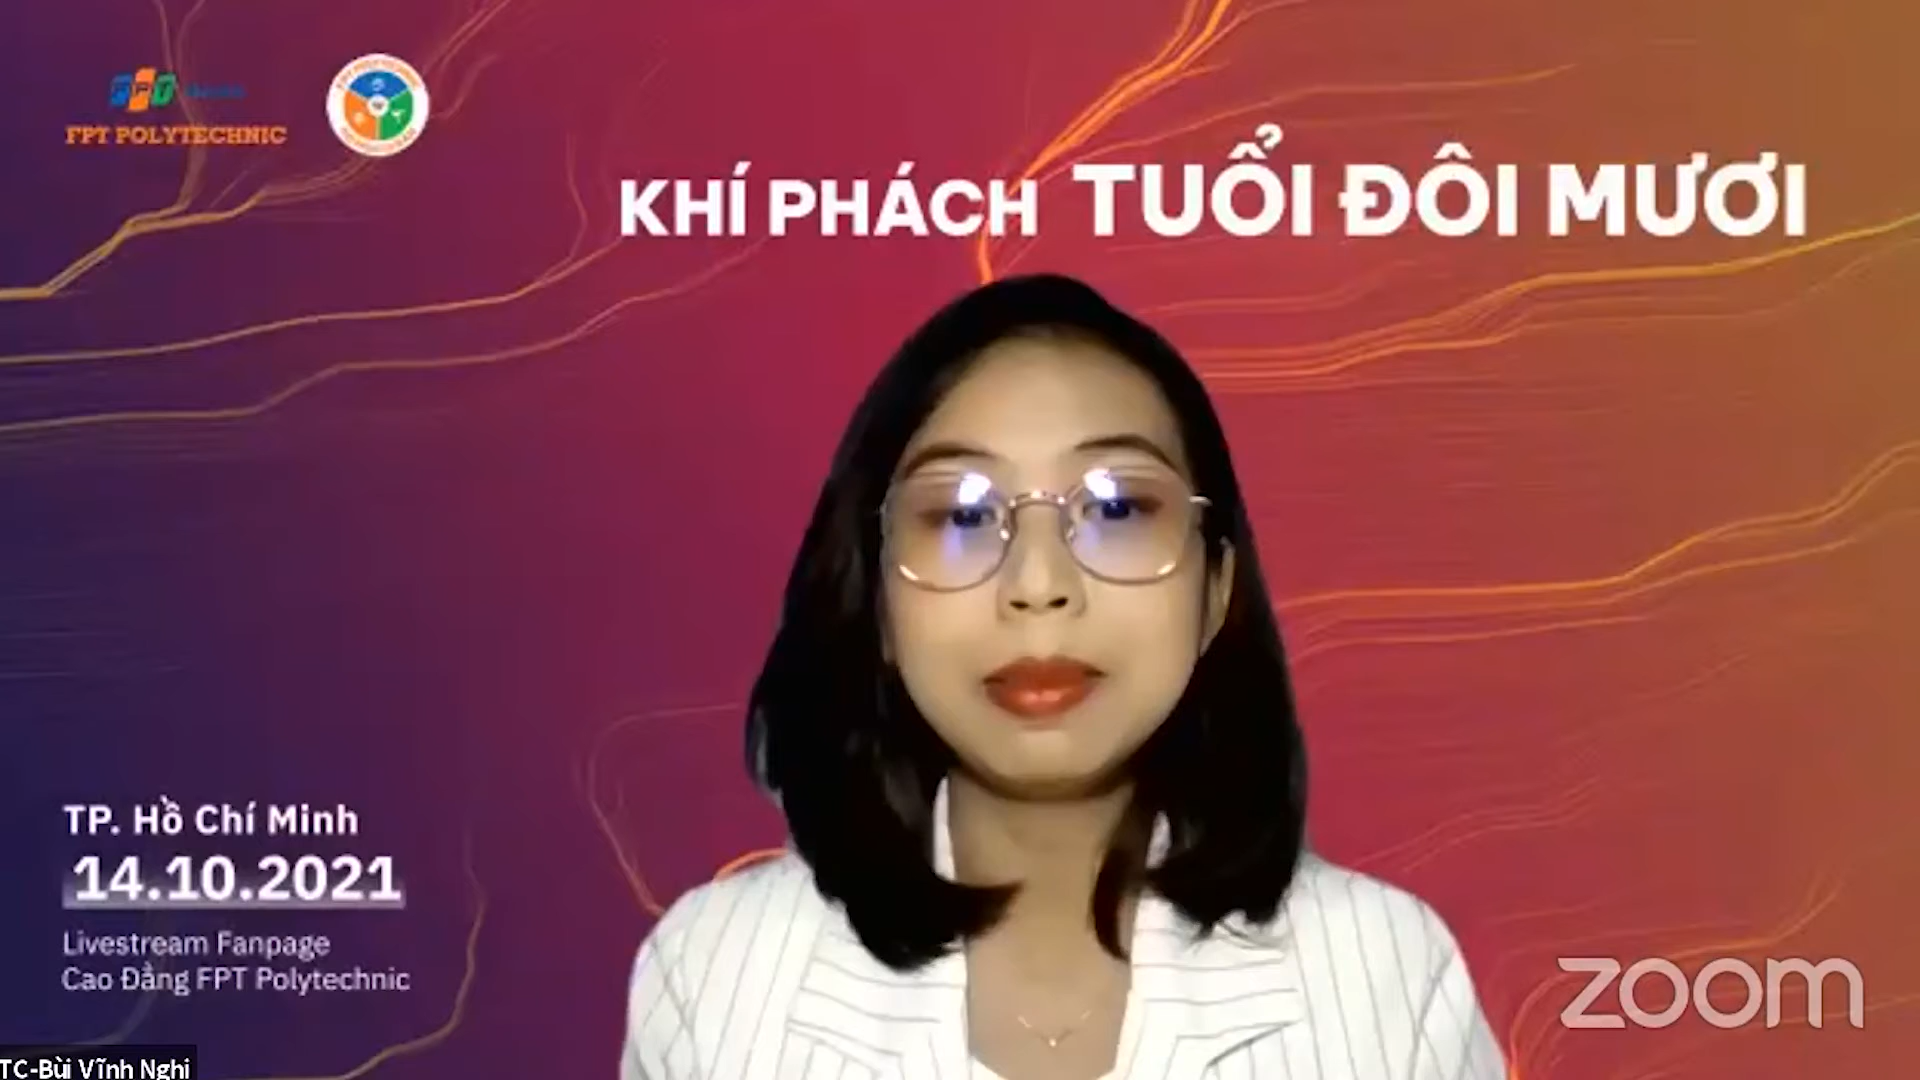 FPT
FPT POLYTECHNIC
KHÍ PHÁCH TUỔI ĐÔI MƯƠI
TP. Hồ Chí Minh
14.10.2021
Livestream Fanpage
Cao Đẳng FPT Polytechnic
zoom
TC-Bùi Vĩnh Nghi